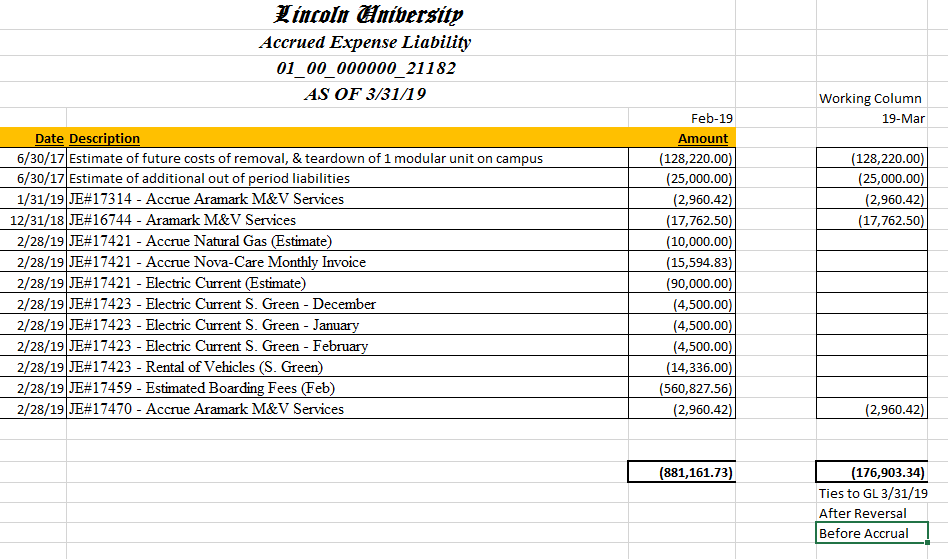 Lincoln University
Accrued Expense Liability
01_00_000000_21182
AS OF 3/31/19
Working Column
Feb-19 19-Mar
Date Description Amount
6/30/17 Estimate of future costs of removal, & teardown of 1 modular unit on campus (128,220.00) (128,220.00)
6/30/17 Estimate of additional out of period liabilities (25,000.00) (25,000.00)
1/31/19 JE#17314 - Accrue Aramark M&V Services (2,960.42) (2,960.42)
12/31/18 JE#16744 - Aramark M&V Services (17,762.50) (17,762.50)
2/28/19 JE#17421 - Accrue Natural Gas (Estimate) (10,000.00)
2/28/19 JE#17421 - Accrue Nova-Care Monthly Invoice (15,594.83)
2/28/19 JE#17421 - Electric Current (Estimate) (90,000.00)
2/28/19 JE#17423 - Electric Current S. Green - December (4,500.00)
2/28/19 JE#17423 - Electric Current S. Green - January (4,500.00)
2/28/19 JE#17423 - Electric Current S. Green - February (4,500.00)
2/28/19 JE#17423 - Rental of Vehicles (S. Green) (14,336.00)
2/28/19 JE#17459 - Estimated Boarding Fees (Feb) (560,827.56)
2/28/19 JE#17470 - Accrue Aramark M&V Services (2,960.42) (2,960.42)
(881,161.73) (176,903.34)
Ties to GL 3/31/19
After Reversal
Before Accrual